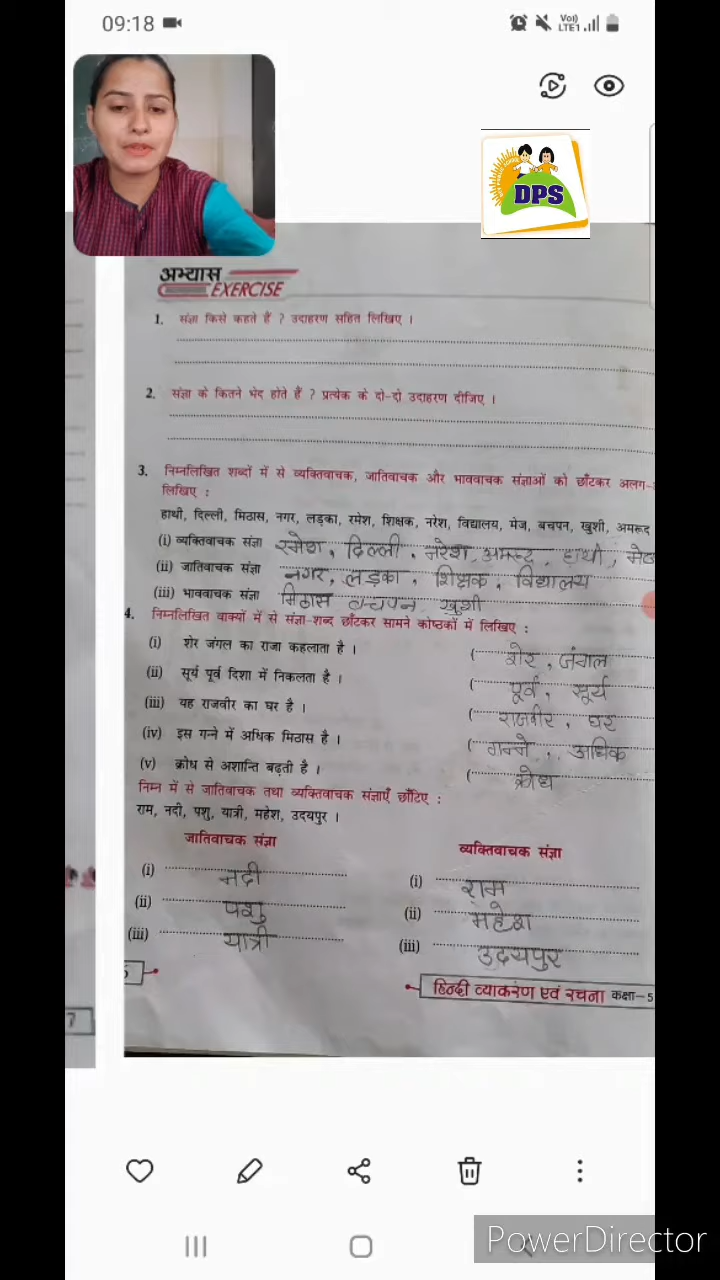 09:18
Vo)) LTE1
DPS
अभ्यास
EXERCISE
1. संज्ञा किसे कहते हैं ? उदाहरण सहित लिखिए ।
2. संज्ञा के कितने भेद होते हैं ? प्रत्येक के दो-दो उदाहरण दीजिए ।
3. निम्नलिखित शब्दों में से व्यक्तिवाचक, जातिवाचक और भाववाचक संज्ञाओं को छाँटकर अलग-
लिखिए :
हाथी, दिल्ली, मिठास, नगर, लड़का, रमेश, शिक्षक, नरेश, विद्यालय, मेज, बचपन, खुशी, अमरूद
(i) व्यक्तिवाचक संज्ञा रमेश, दिल्ली, नरेश, अमरूद, हाथी, मेज
(ii) जातिवाचक संज्ञा नगर, लड़का, शिक्षक, विद्यालय
(iii) भाववाचक संज्ञा मिठास बचपन खुशी
4. निम्नलिखित वाक्यों में से संज्ञा-शब्द छाँटकर सामने कोष्ठकों में लिखिए :
(i) शेर जंगल का राजा कहलाता है । ( शेर, जंगल
(ii) सूर्य पूर्व दिशा में निकलता है । ( पूर्व, सूर्य
(iii) यह राजवीर का घर है । ( राजवीर, घर
(iv) इस गन्ने में अधिक मिठास है । ( गन्ने, अधिक
(v) क्रोध से अशान्ति बढ़ती है । ( क्रोध
निम्न में से जातिवाचक तथा व्यक्तिवाचक संज्ञाएँ छाँटिए :
राम, नदी, पशु, यात्री, महेश, उदयपुर ।
जातिवाचक संज्ञा व्यक्तिवाचक संज्ञा
(i) नदी (i) राम
(ii) पशु (ii) महेश
(iii) यात्री (iii) उदयपुर
हिन्दी व्याकरण एवं रचना कक्षा-5
7
PowerDirector